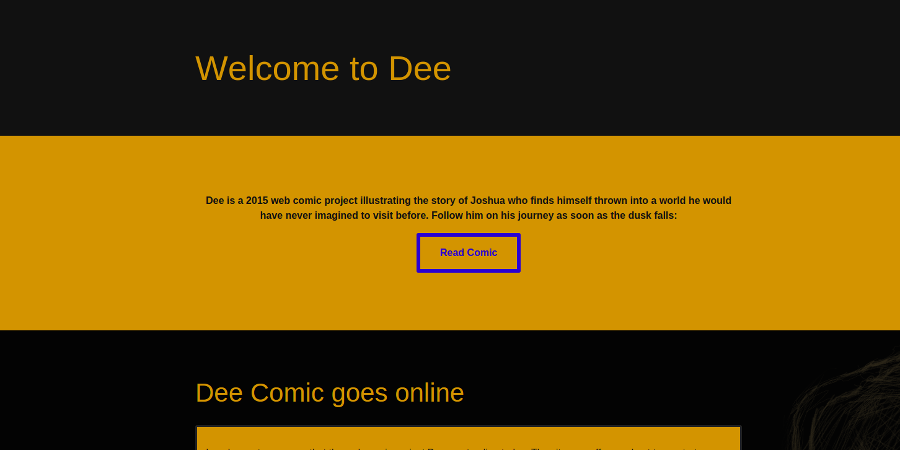 Welcome to Dee
Dee is a 2015 web comic project illustrating the story of Joshua who finds himself thrown into a world he would
have never imagined to visit before. Follow him on his journey as soon as the dusk falls:
Read Comic
Dee Comic goes online